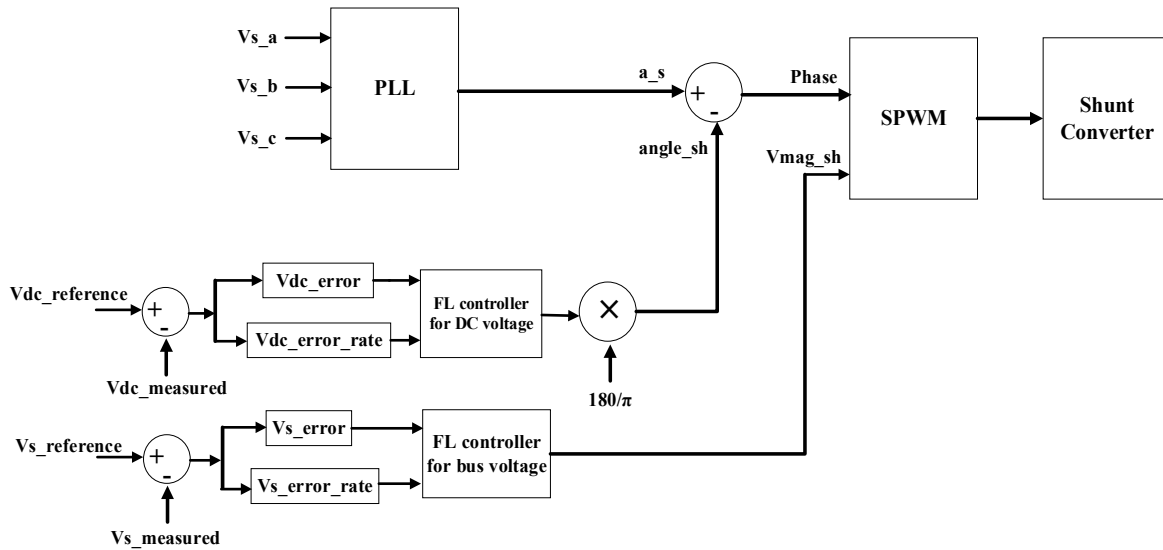 Vs_a
Vs_b
Vs_c
PLL
a_s
+
-
Phase
angle_sh
Vmag_sh
SPWM
Shunt
Converter
Vdc_reference
+
-
Vdc_measured
Vdc_error
Vdc_error_rate
FL controller
for DC voltage
×
180/π
Vs_reference
+
-
Vs_measured
Vs_error
Vs_error_rate
FL controller
for bus voltage